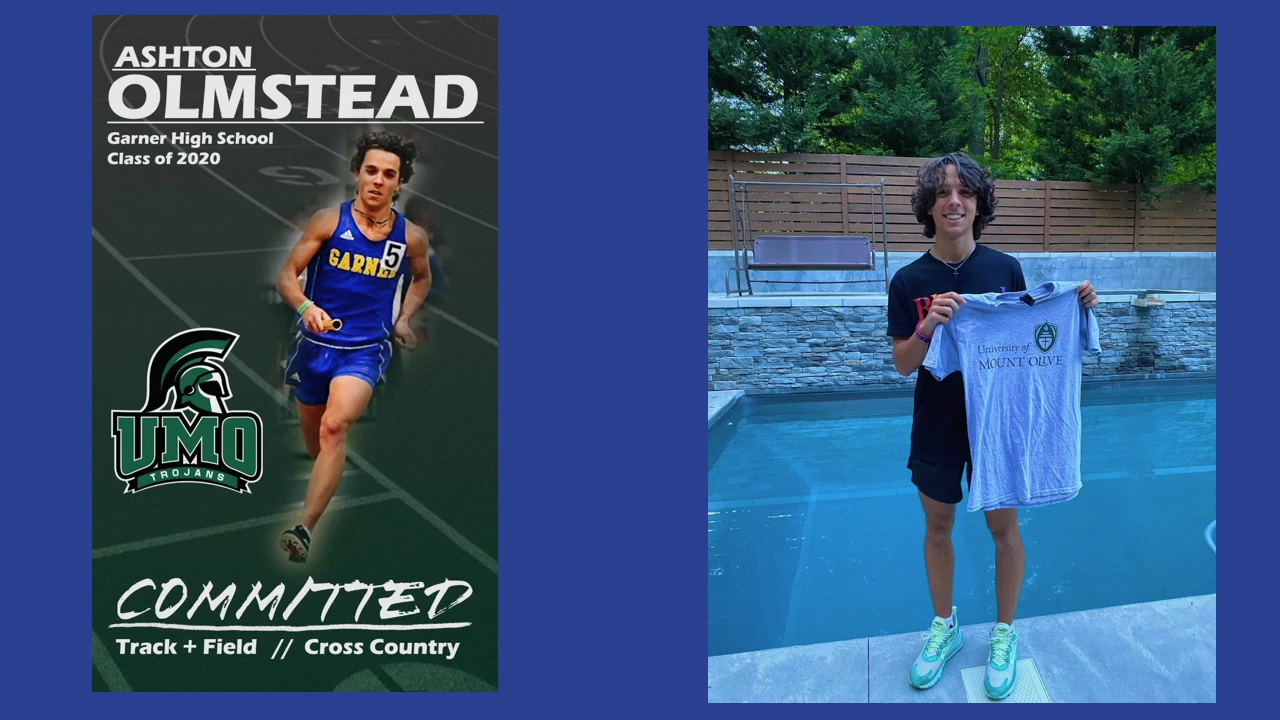 ASHTON
OLMSTEAD
Garner High School
Class of 2020
5
UMO
TROJANS
COMMITTED
Track + Field // Cross Country
University of
MOUNT OLIVE